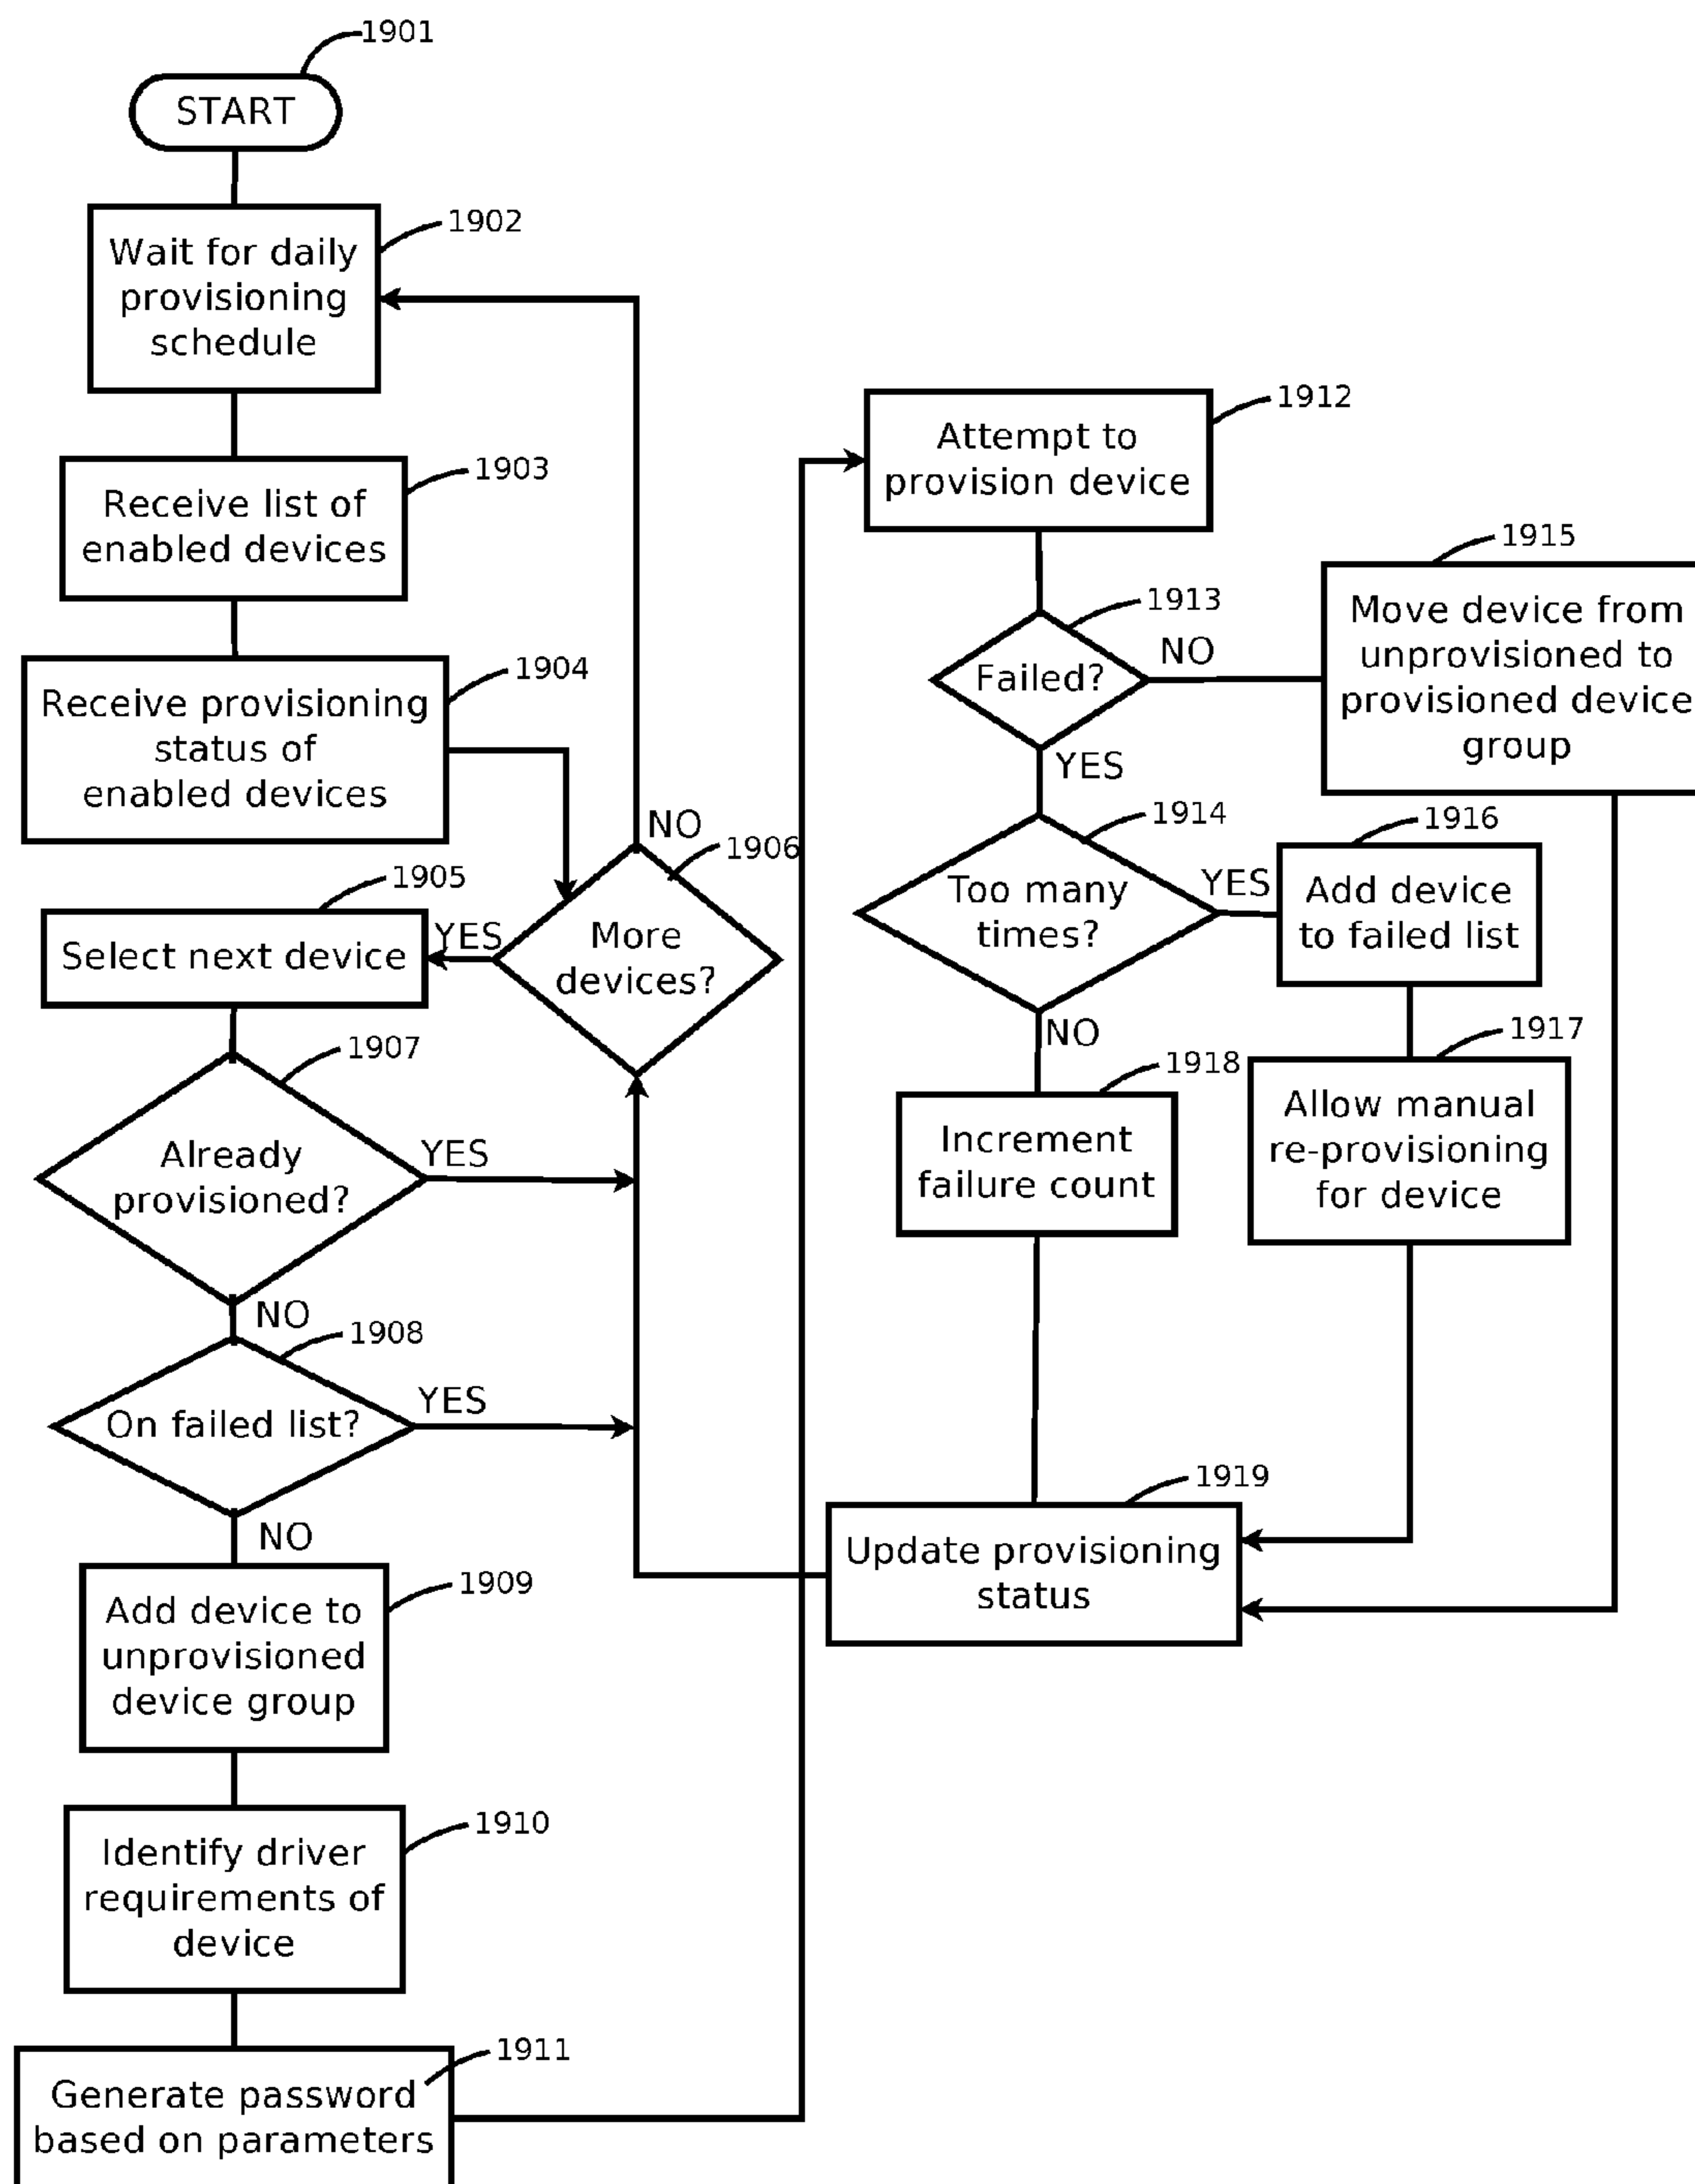 1901
START
1902
Wait for daily
provisioning
schedule
1903
Receive list of
enabled devices
1904
Receive provisioning
status of
enabled devices
1905
Select next device
YES
NO
1906
More
devices?
1907
Already
provisioned?
YES
NO
1908
On failed list?
YES
NO
1909
Add device to
unprovisioned
device group
1910
Identify driver
requirements of
device
1911
Generate password
based on parameters
1912
Attempt to
provision device
1913
Failed?
NO
YES
1915
Move device from
unprovisioned to
provisioned device
group
1914
Too many
times?
YES
NO
1916
Add device
to failed list
1917
Allow manual
re-provisioning
for device
1918
Increment
failure count
1919
Update provisioning
status